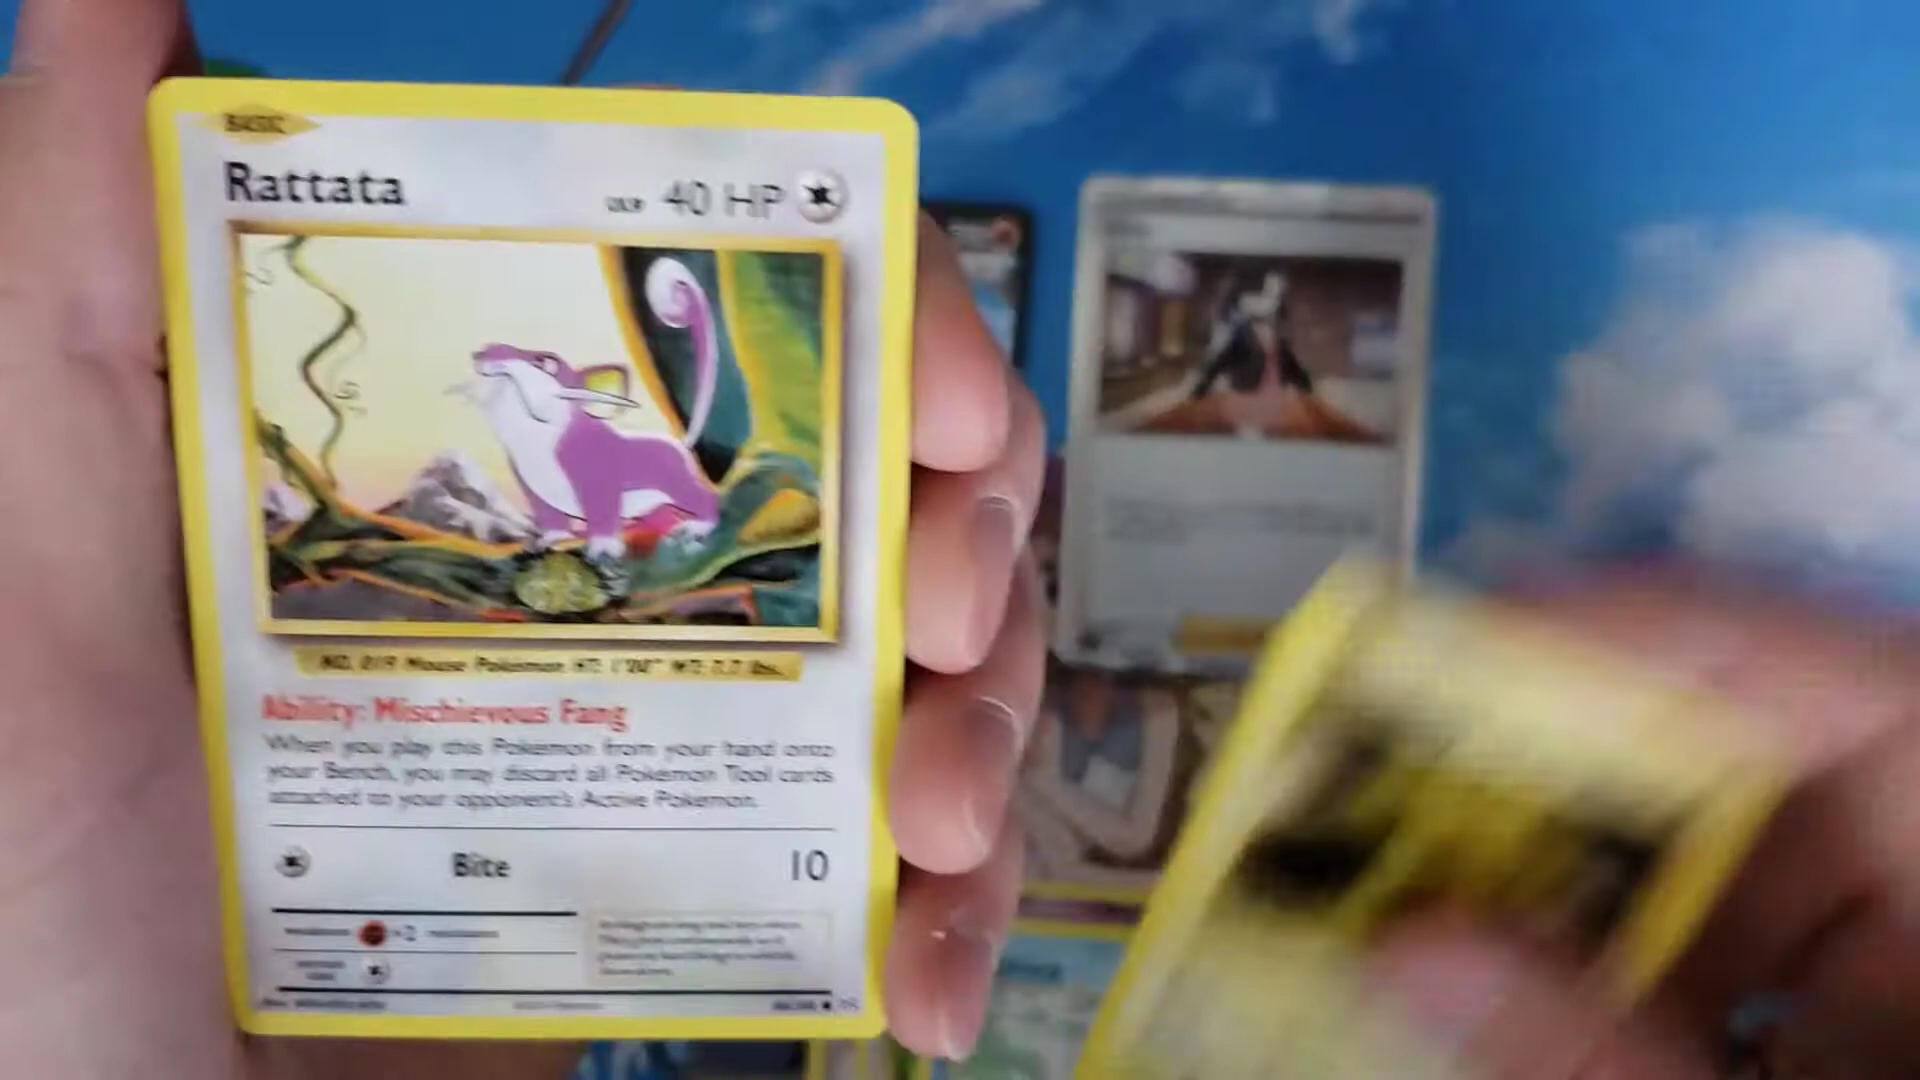 BASIC
Rattata
40 HP
NO. 019 Mouse Pokémon HT: 1'00" WT: 7.7 lbs.
Ability: Mischievous Fang
When you play this Pokémon from your hand onto
your Bench, you may discard all Pokémon Tool cards
attached to your opponent's Active Pokémon.
Bite 10
weakness ×2 resistance